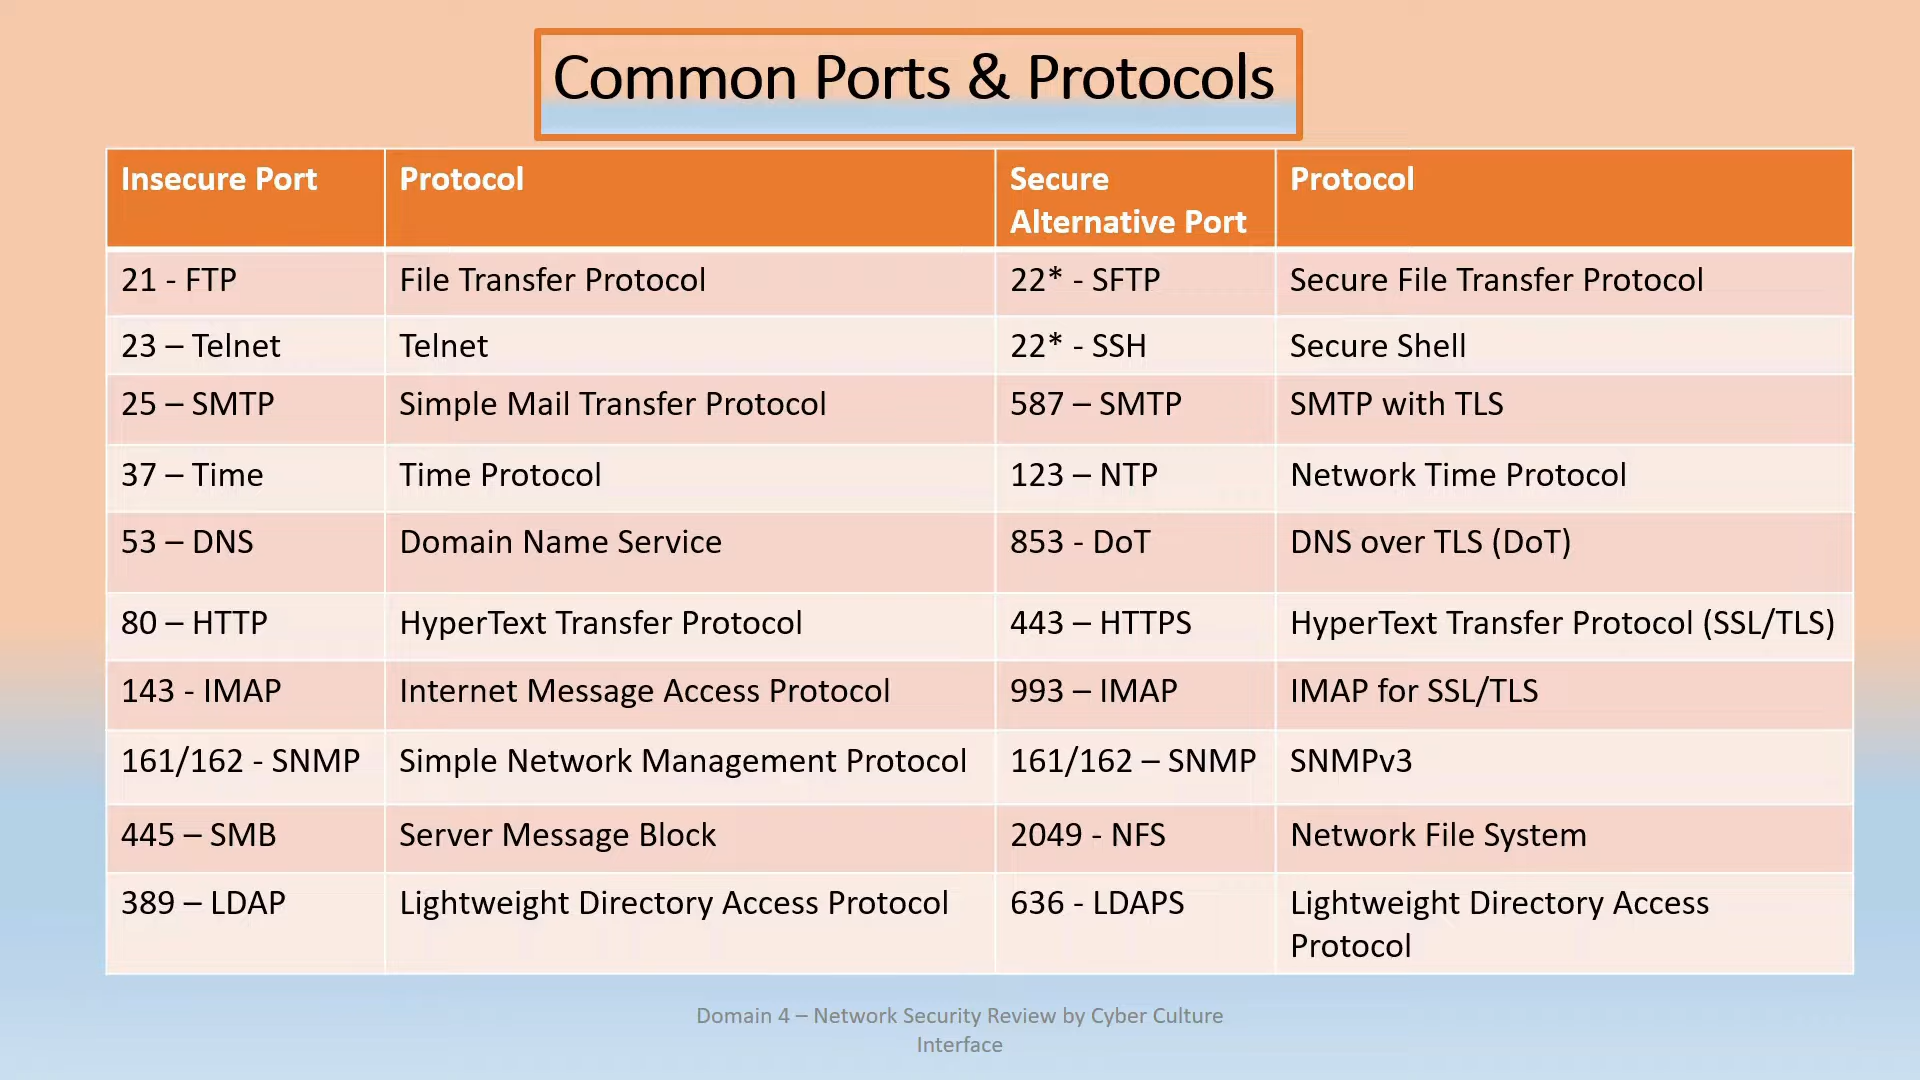 Common Ports & Protocols
Insecure Port
Protocol
Secure
Alternative Port
Protocol
21 - FTP
File Transfer Protocol
22* - SFTP
Secure File Transfer Protocol
23 – Telnet
Telnet
22* - SSH
Secure Shell
25 – SMTP
Simple Mail Transfer Protocol
587 – SMTP
SMTP with TLS
37 – Time
Time Protocol
123 – NTP
Network Time Protocol
53 – DNS
Domain Name Service
853 - DoT
DNS over TLS (DoT)
80 – HTTP
HyperText Transfer Protocol
443 – HTTPS
HyperText Transfer Protocol (SSL/TLS)
143 - IMAP
Internet Message Access Protocol
993 – IMAP
IMAP for SSL/TLS
161/162 - SNMP
Simple Network Management Protocol
161/162 – SNMP
SNMPv3
445 – SMB
Server Message Block
2049 - NFS
Network File System
389 – LDAP
Lightweight Directory Access Protocol
636 - LDAPS
Lightweight Directory Access
Protocol
Domain 4 – Network Security Review by Cyber Culture
Interface